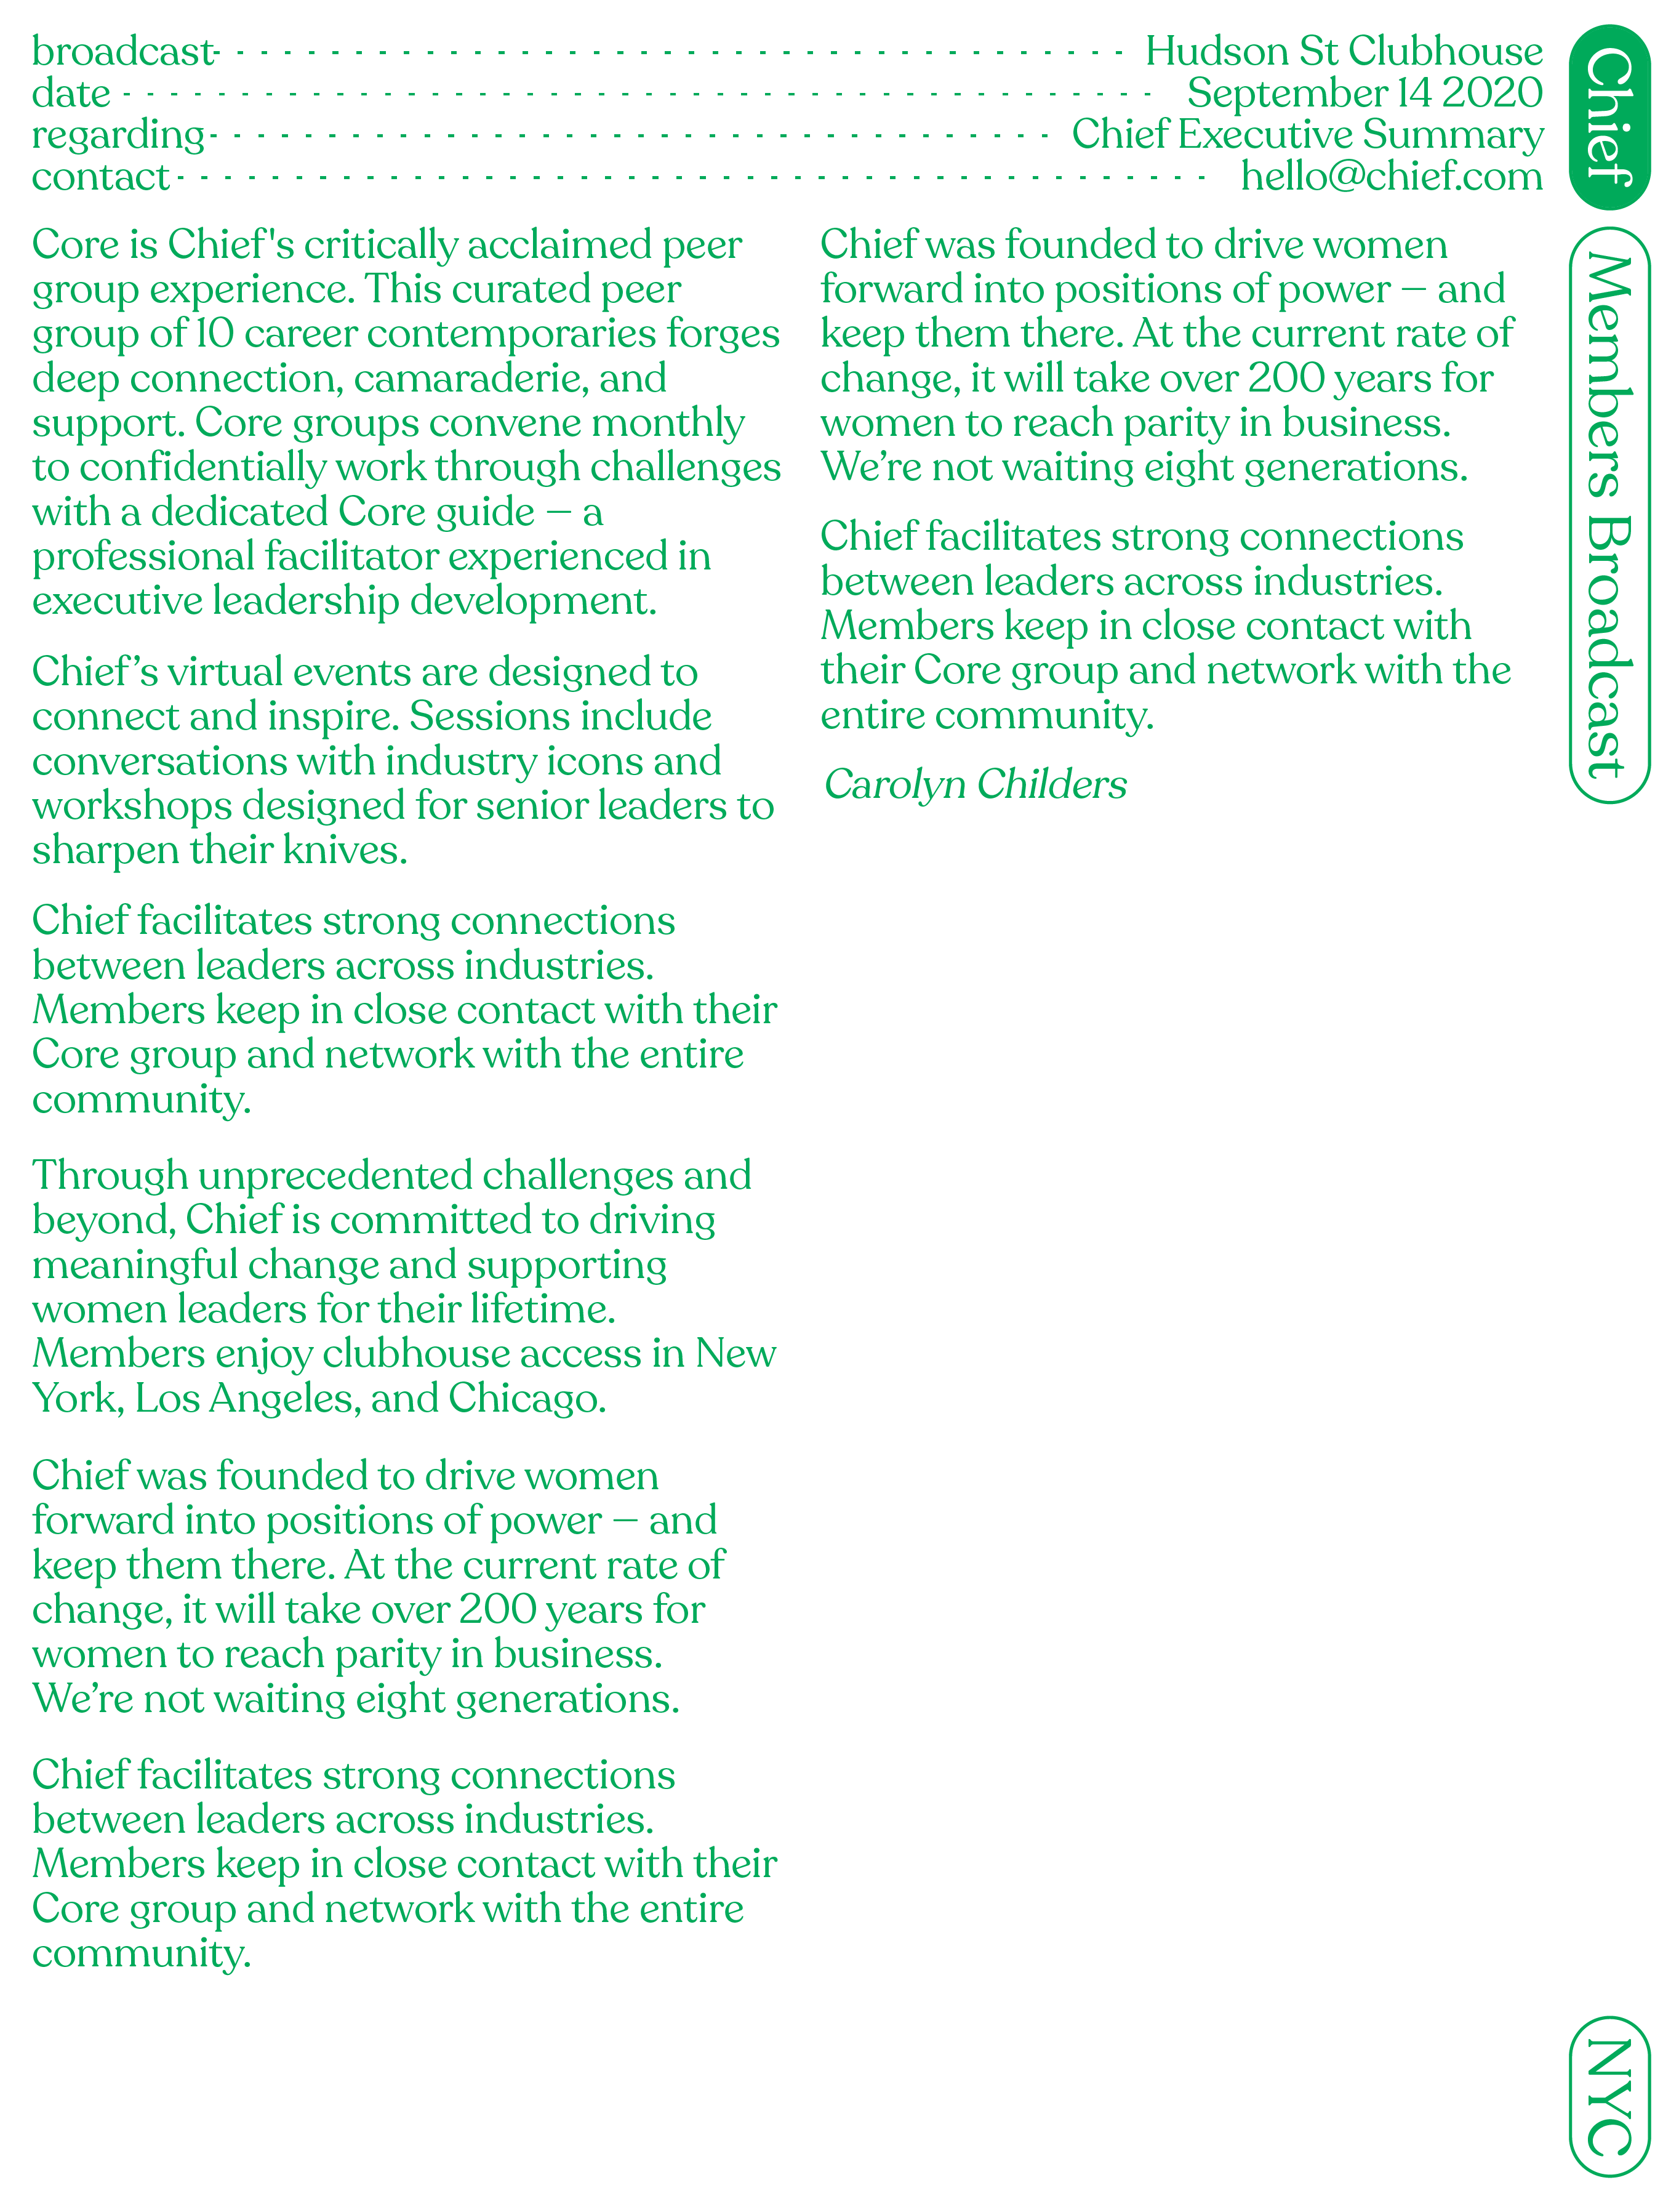 broadcast Hudson St Clubhouse
date September 14 2020
regarding Chief Executive Summary
contact hello@chief.com
Core is Chief's critically acclaimed peer
group experience. This curated peer
group of 10 career contemporaries forges
deep connection, camaraderie, and
support. Core groups convene monthly
to confidentially work through challenges
with a dedicated Core guide – a
professional facilitator experienced in
executive leadership development.
Chief’s virtual events are designed to
connect and inspire. Sessions include
conversations with industry icons and
workshops designed for senior leaders to
sharpen their knives.
Chief facilitates strong connections
between leaders across industries.
Members keep in close contact with their
Core group and network with the entire
community.
Through unprecedented challenges and
beyond, Chief is committed to driving
meaningful change and supporting
women leaders for their lifetime.
Members enjoy clubhouse access in New
York, Los Angeles, and Chicago.
Chief was founded to drive women
forward into positions of power – and
keep them there. At the current rate of
change, it will take over 200 years for
women to reach parity in business.
We’re not waiting eight generations.
Chief facilitates strong connections
between leaders across industries.
Members keep in close contact with their
Core group and network with the entire
community.
Chief was founded to drive women
forward into positions of power – and
keep them there. At the current rate of
change, it will take over 200 years for
women to reach parity in business.
We’re not waiting eight generations.
Chief facilitates strong connections
between leaders across industries.
Members keep in close contact with
their Core group and network with the
entire community.
Carolyn Childers
Chief
Members Broadcast
NYC